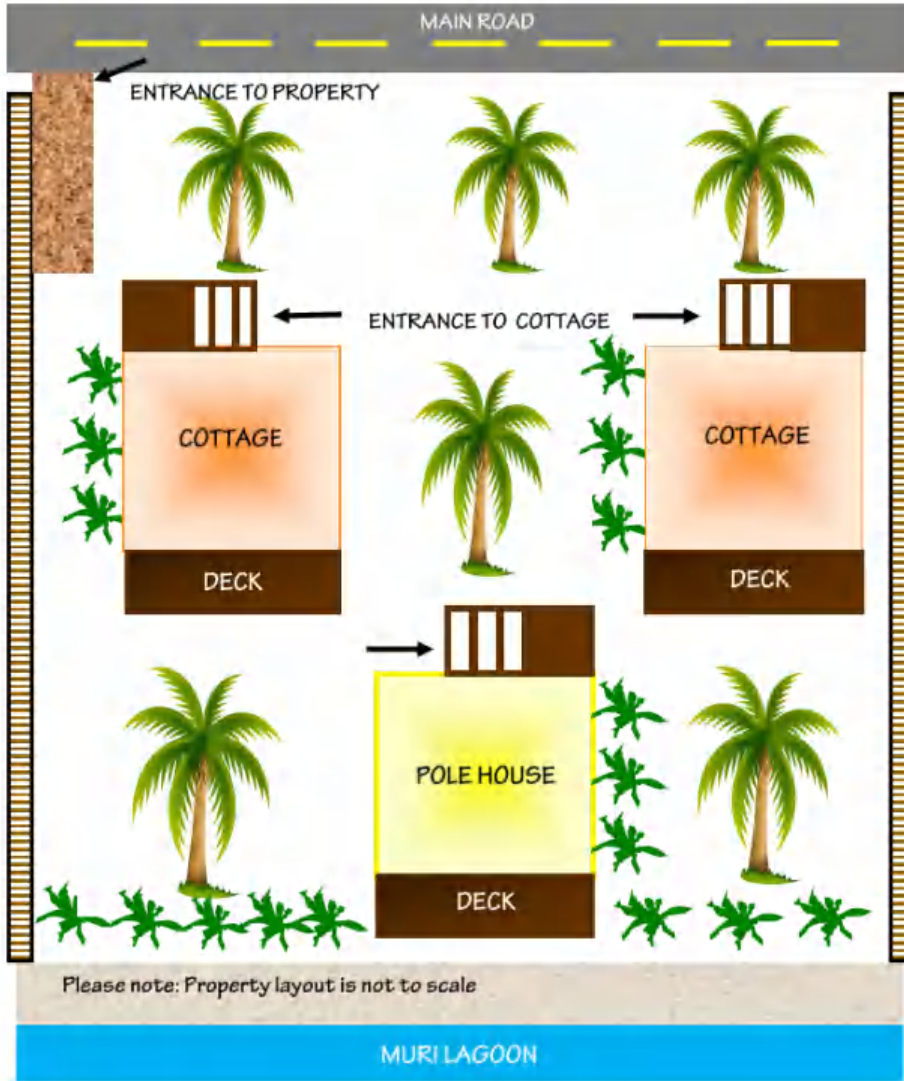 MAIN ROAD
ENTRANCE TO PROPERTY
ENTRANCE TO COTTAGE
COTTAGE
COTTAGE
DECK
DECK
POLE HOUSE
DECK
Please note: Property layout is not to scale
MURI LAGOON